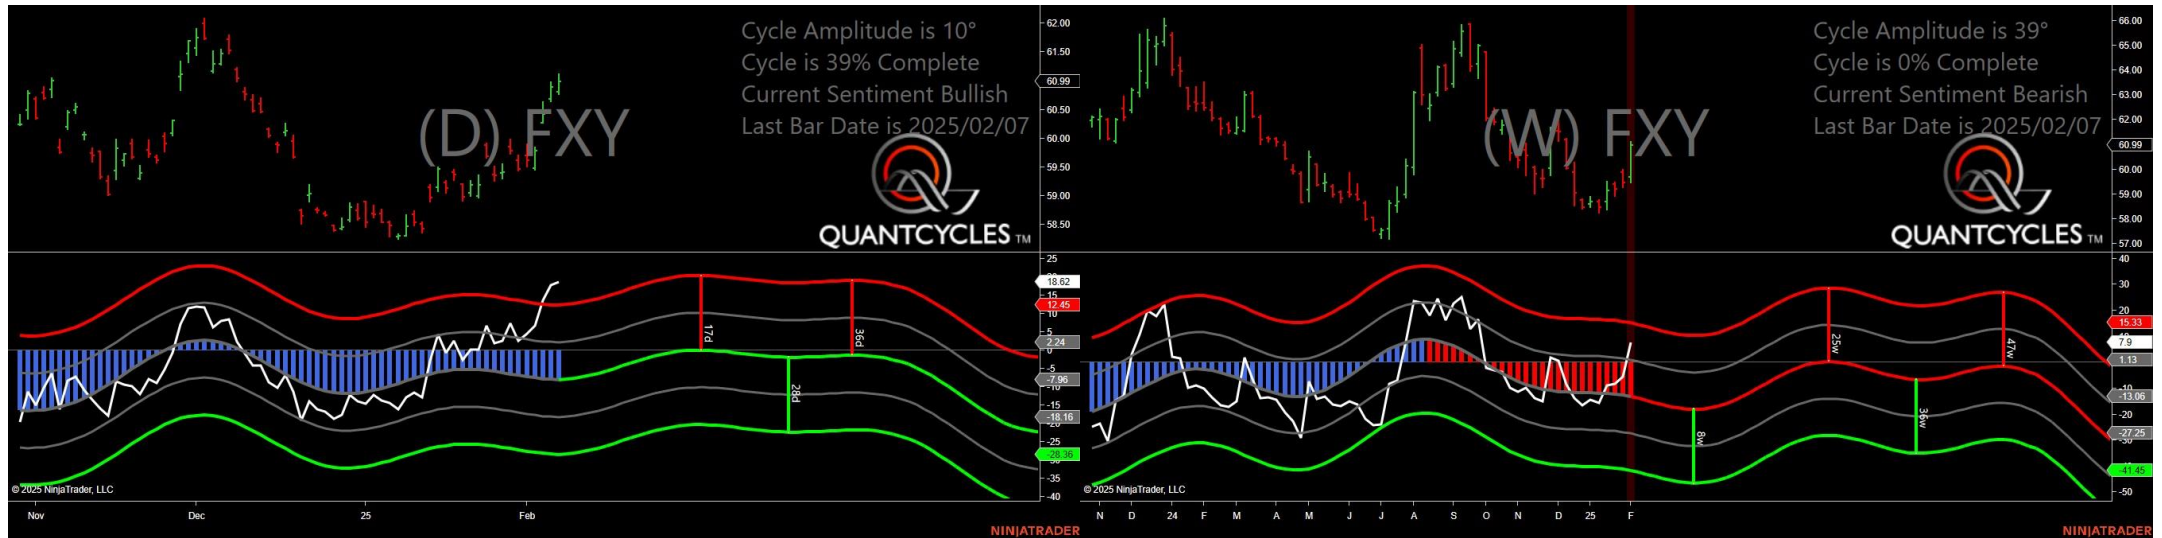 Cycle Amplitude is 10°
Cycle is 39% Complete
Current Sentiment Bullish
Last Bar Date is 2025/02/07
(D) FXY
QUANTCYCLES TM
62.00
61.50
60.99
60.50
60.00
59.50
59.00
58.50
25
18.62
15
12.45
10
5
2.24
0
-5
-7.96
-10
-15
-18.16
-20
-25
-28.36
-35
-40
17d
28d
36d
© 2025 NinjaTrader, LLC
Nov
Dec
25
Feb
NINJATRADER
Cycle Amplitude is 39°
Cycle is 0% Complete
Current Sentiment Bearish
Last Bar Date is 2025/02/07
(W) FXY
QUANTCYCLES TM
66.00
65.00
64.00
63.00
62.00
60.99
60.00
59.00
58.00
57.00
40
30
20
15.33
7.9
1.13
-13.06
-20
-27.25
-41.45
-50
8w
25w
36w
47w
© 2025 NinjaTrader, LLC
N
D
24
F
M
A
M
J
J
A
S
O
N
D
25
F
NINJATRADER